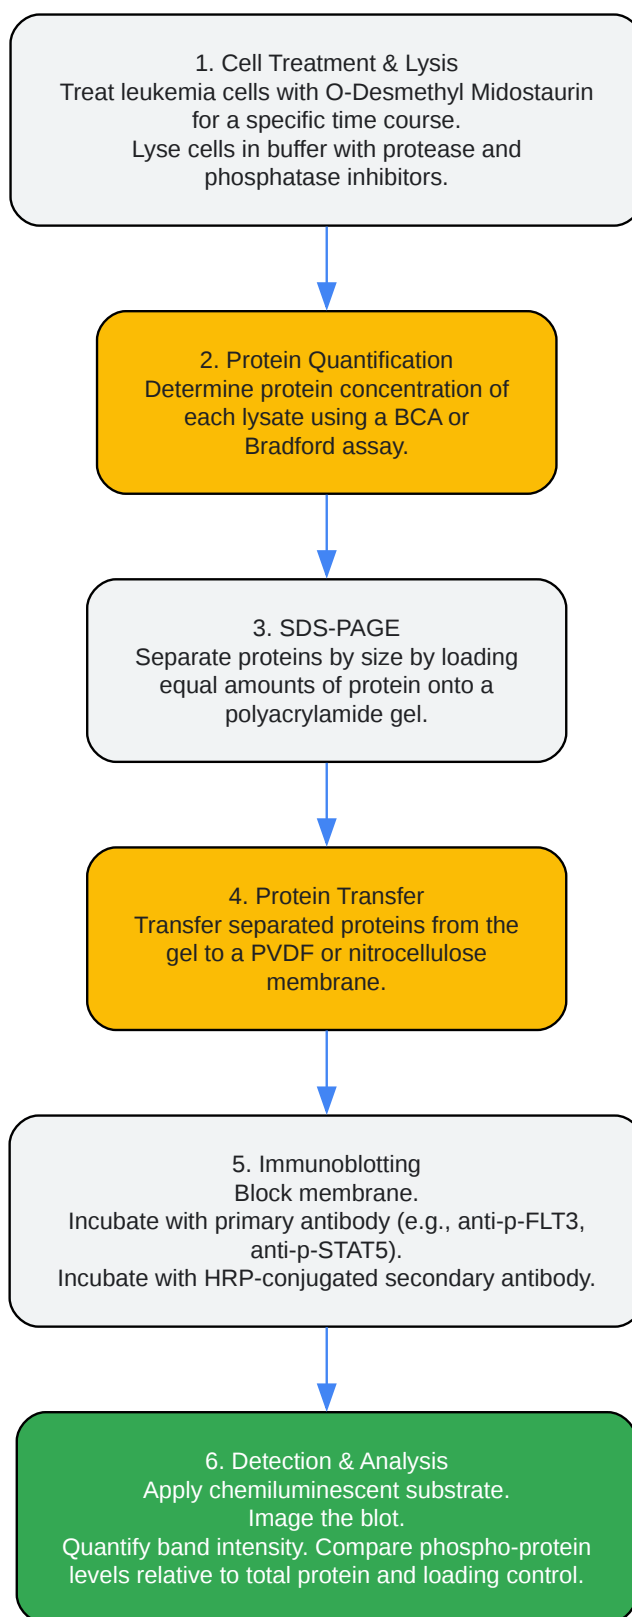 1. Cell Treatment & Lysis
Treat leukemia cells with O-Desmethyl Midostaurin
for a specific time course.
Lyse cells in buffer with protease and
phosphatase inhibitors.
2. Protein Quantification
Determine protein concentration of
each lysate using a BCA or
Bradford assay.
3. SDS-PAGE
Separate proteins by size by loading
equal amounts of protein onto a
polyacrylamide gel.
4. Protein Transfer
Transfer separated proteins from the
gel to a PVDF or nitrocellulose
membrane.
5. Immunoblotting
Block membrane.
Incubate with primary antibody (e.g., anti-p-FLT3,
anti-p-STAT5).
Incubate with HRP-conjugated secondary antibody.
6. Detection & Analysis
Apply chemiluminescent substrate.
Image the blot.
Quantify band intensity. Compare phospho-protein
levels relative to total protein and loading control.